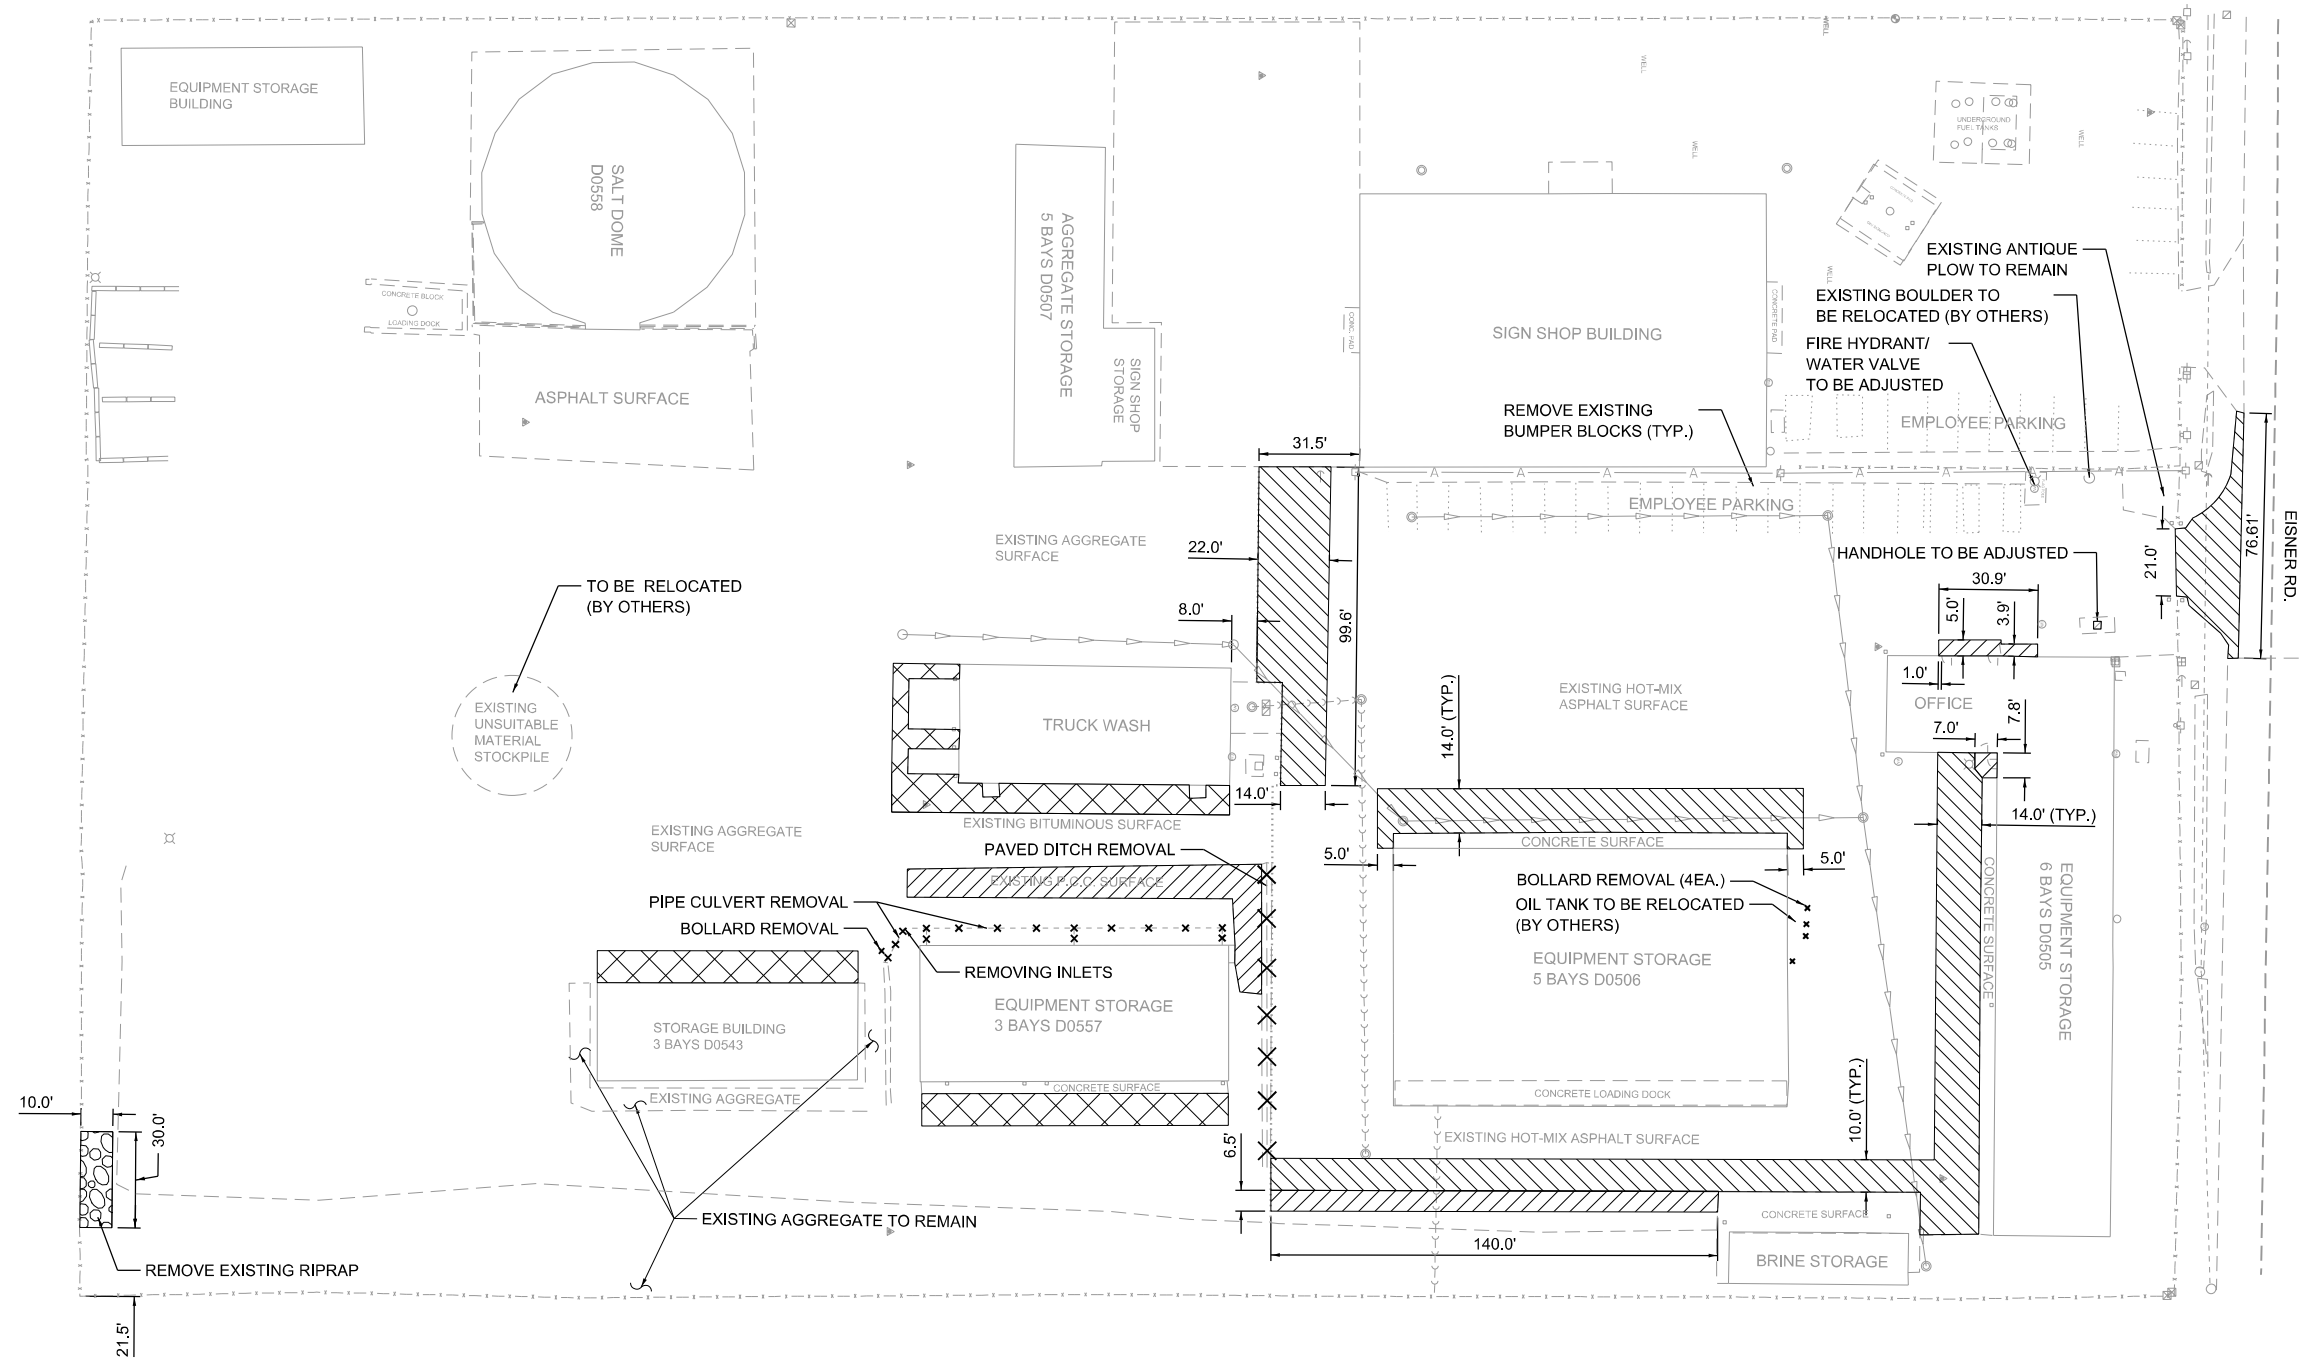 EQUIPMENT STORAGE
BUILDING
SALT DOME
D0558
CONCRETE BLOCK
LOADING DOCK
ASPHALT SURFACE
AGGREGATE STORAGE
5 BAYS D0507
SIGN SHOP
STORAGE
WELL
WELL
WELL
WELL
WELL
UNDERGROUND
FUEL TANKS
SIGN SHOP BUILDING
CONC. PAD
CONCRETE PAD
EXISTING ANTIQUE
PLOW TO REMAIN
EXISTING BOULDER TO
BE RELOCATED (BY OTHERS)
FIRE HYDRANT/
WATER VALVE
TO BE ADJUSTED
REMOVE EXISTING
BUMPER BLOCKS (TYP.)
EMPLOYEE PARKING
31.5'
A
A
A
A
A
A
A
A
EMPLOYEE PARKING
76.61'
EISNER RD.
21.0'
EXISTING AGGREGATE
SURFACE
22.0'
HANDHOLE TO BE ADJUSTED
30.9'
5.0'
3.9'
TO BE RELOCATED
(BY OTHERS)
8.0'
99.6'
1.0'
EXISTING
UNSUITABLE
MATERIAL
STOCKPILE
TRUCK WASH
14.0' (TYP.)
EXISTING HOT-MIX
ASPHALT SURFACE
OFFICE
7.0'
7.8'
14.0'
14.0' (TYP.)
EXISTING AGGREGATE
SURFACE
EXISTING BITUMINOUS SURFACE
PAVED DITCH REMOVAL
5.0'
CONCRETE SURFACE
5.0'
EXISTING P.C.C. SURFACE
PIPE CULVERT REMOVAL
BOLLARD REMOVAL
REMOVING INLETS
BOLLARD REMOVAL (4EA.)
OIL TANK TO BE RELOCATED
(BY OTHERS)
EQUIPMENT STORAGE
5 BAYS D0506
CONCRETE SURFACE
EQUIPMENT STORAGE
6 BAYS D0505
EQUIPMENT STORAGE
3 BAYS D0557
STORAGE BUILDING
3 BAYS D0543
CONCRETE SURFACE
EXISTING AGGREGATE
CONCRETE LOADING DOCK
10.0'
30.0'
6.5'
EXISTING HOT-MIX ASPHALT SURFACE
10.0' (TYP.)
EXISTING AGGREGATE TO REMAIN
CONCRETE SURFACE
140.0'
BRINE STORAGE
REMOVE EXISTING RIPRAP
21.5'